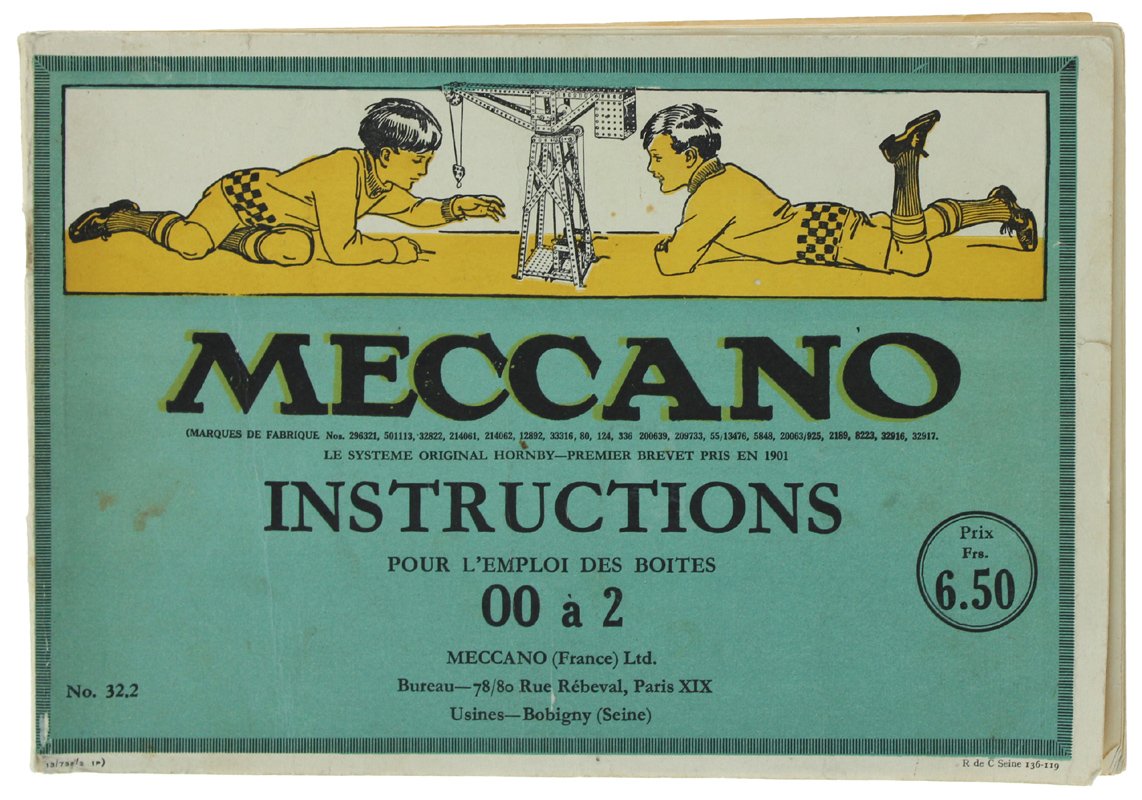 MECCANO
(MARQUES DE FABRIQUE Nos. 296321, 501113, 32822, 214061, 214062, 12892, 33316, 80, 124, 336 200639, 209733, 55/13476, 5848, 20063/925, 2189, 8223, 32916, 32917.
LE SYSTEME ORIGINAL HORNBY—PREMIER BREVET PRIS EN 1901
INSTRUCTIONS
POUR L'EMPLOI DES BOITES
00 à 2
Prix
Frs.
6.50
MECCANO (France) Ltd.
Bureau—78/80 Rue Rébeval, Paris XIX
Usines—Bobigny (Seine)
No. 32.2
R de C Seine 136-119